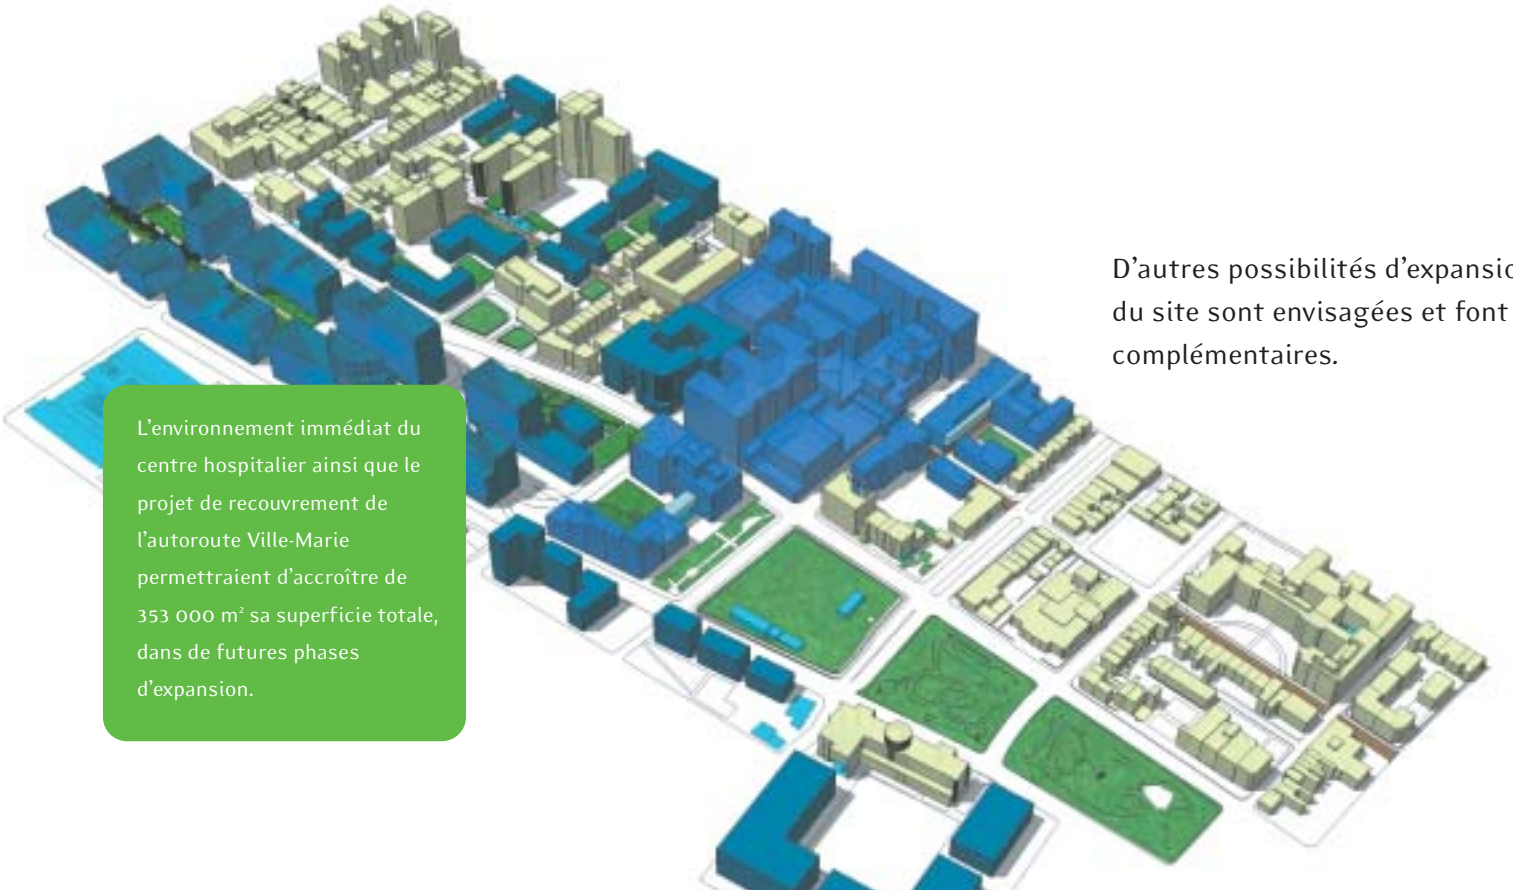 D’autres possibilités d’expansio
du site sont envisagées et font
complémentaires.
L’environnement immédiat du
centre hospitalier ainsi que le
projet de recouvrement de
l’autoroute Ville-Marie
permettraient d’accroître de
353 000 m² sa superficie totale,
dans de futures phases
d’expansion.